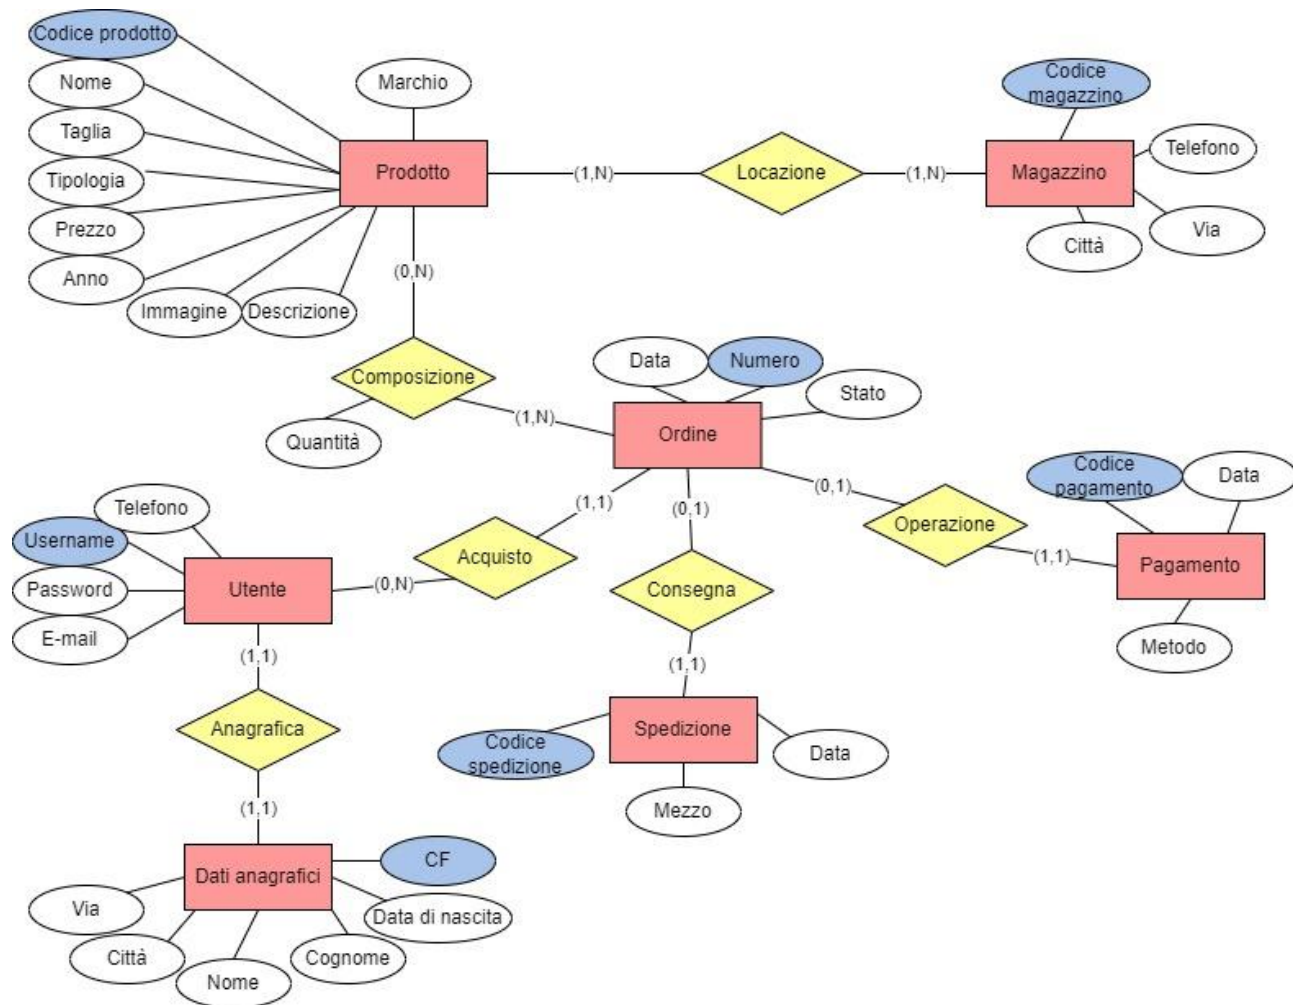 Codice prodotto
Nome
Marchio
Codice
magazzino
Taglia
Telefono
Prodotto
(1,N)
Locazione
(1,N)
Magazzino
Tipologia
Prezzo
Città
Via
Anno
(0,N)
Immagine
Descrizione
Data
Numero
Composizione
Stato
(1,N)
Ordine
Quantità
Codice
pagamento
Data
(1,1)
(0,1)
(0,1)
Telefono
Operazione
Username
Acquisto
(1,1)
Pagamento
Password
Utente
(0,N)
Consegna
E-mail
Metodo
(1,1)
(1,1)
Anagrafica
Spedizione
Codice
spedizione
Data
(1,1)
Mezzo
CF
Dati anagrafici
Via
Data di nascita
Città
Cognome
Nome